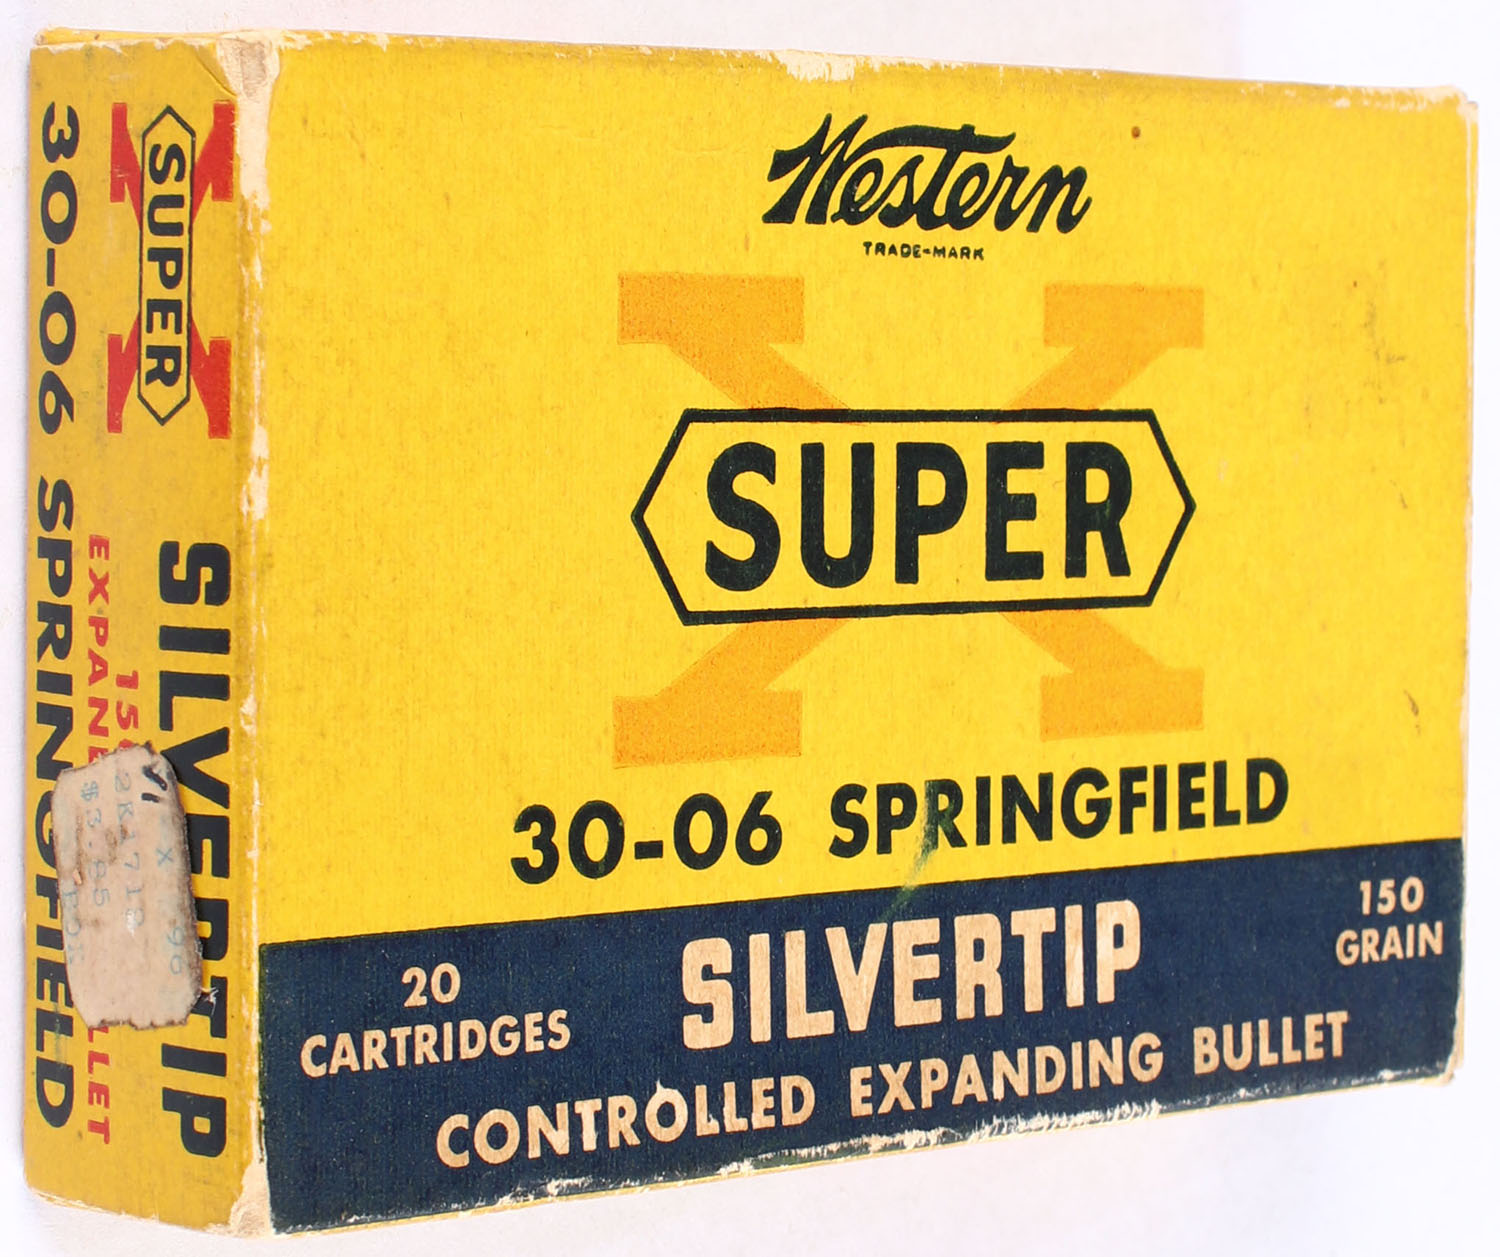 Western
TRADE-MARK
SUPER
X
30-06 SPRINGFIELD
20
CARTRIDGES
SILVERTIP
150
GRAIN
CONTROLLED EXPANDING BULLET
SUPER
X
30-06 SPRINGFIELD
SILVERTIP